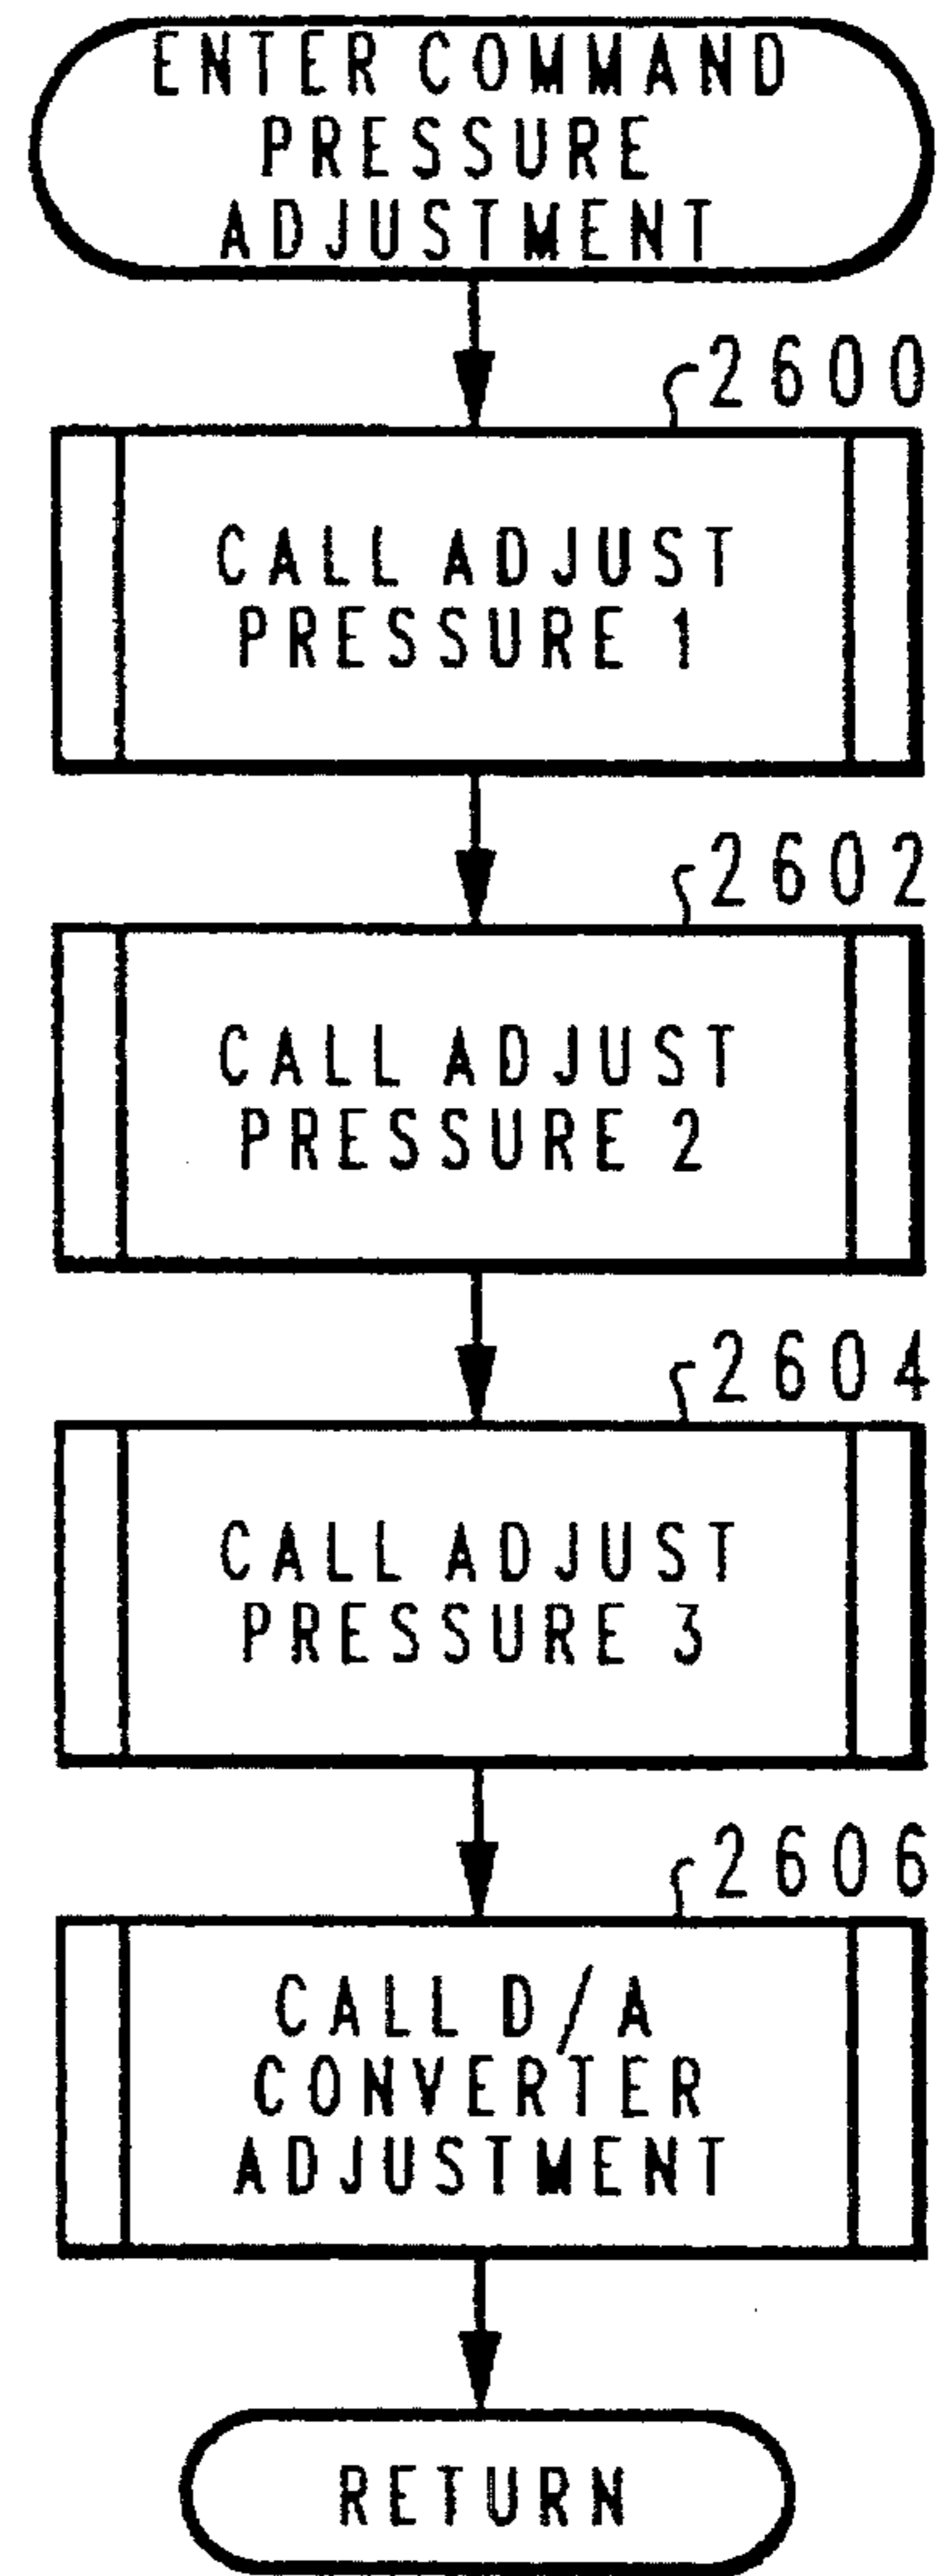 ENTER COMMAND
PRESSURE
ADJUSTMENT
2600
CALL ADJUST
PRESSURE 1
2602
CALL ADJUST
PRESSURE 2
2604
CALL ADJUST
PRESSURE 3
2606
CALL D/A
CONVERTER
ADJUSTMENT
RETURN